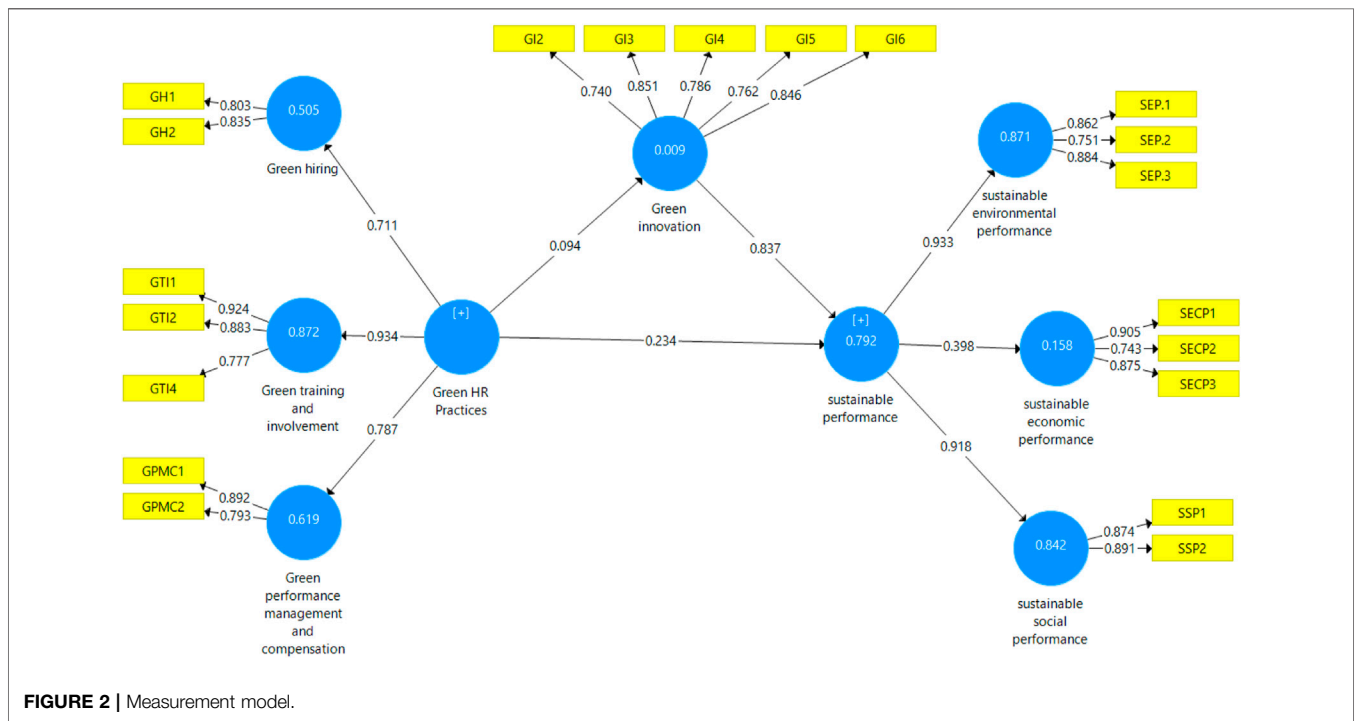 GI2
GI3
GI4
GI5
GI6
0.740
0.851
0.786
0.762
0.846
GH1
GH2
0.803
0.835
0.505
Green hiring
0.009
Green
innovation
0.871
sustainable
environmental
performance
0.862
0.751
0.884
SEP.1
SEP.2
SEP.3
0.711
0.094
0.837
0.933
GTI1
GTI2
GTI4
0.924
0.883
0.777
0.872
Green training
and
involvement
0.934
[+]
Green HR
Practices
0.234
[+]
0.792
sustainable
performance
0.398
0.158
sustainable
economic
performance
0.905
0.743
0.875
SECP1
SECP2
SECP3
0.787
0.918
GPMC1
GPMC2
0.892
0.793
0.619
Green
performance
management
and
compensation
0.842
sustainable
social
performance
0.874
0.891
SSP1
SSP2
FIGURE 2 | Measurement model.